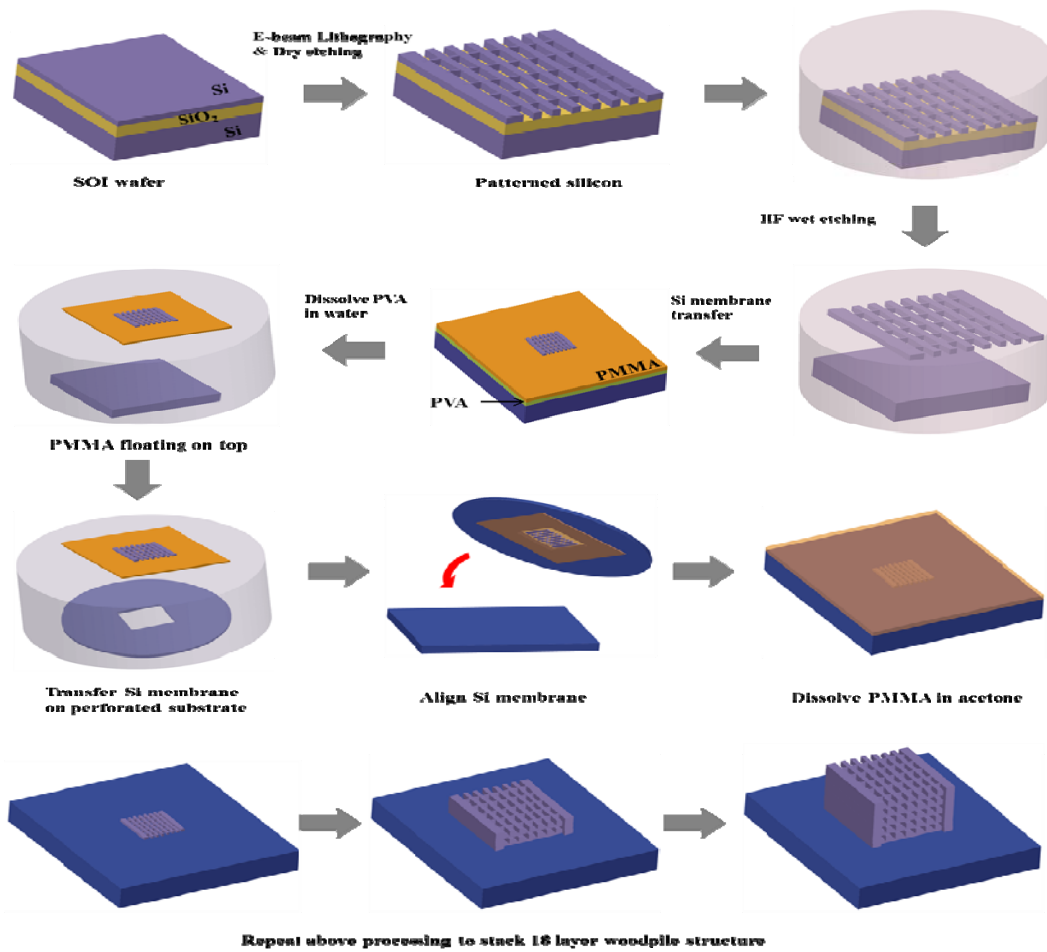 E-beam Lithography
& Dry etching
Si
SiO₂
Si
SOI wafer
Patterned silicon
HF wet etching
Dissolve PVA
in water
Si membrane
transfer
PMMA
PVA
PMMA floating on top
Transfer Si membrane
on perforated substrate
Align Si membrane
Dissolve PMMA in acetone
Repeat above processing to stack 18 layer woodpile structure